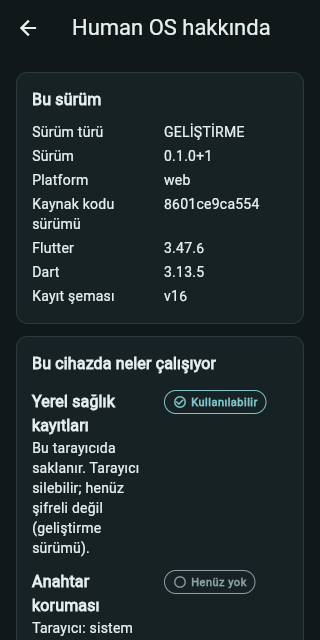 Human OS hakkında
Bu sürüm
Sürüm türü GELİŞTİRME
Sürüm 0.1.0+1
Platform web
Kaynak kodu 8601ce9ca554
sürümü
Flutter 3.47.6
Dart 3.13.5
Kayıt şeması v16
Bu cihazda neler çalışıyor
Yerel sağlık Kullanılabilir
kayıtları
Bu tarayıcıda
saklanır. Tarayıcı
silebilir; henüz
şifreli değil
(geliştirme
sürümü).
Anahtar Henüz yok
koruması
Tarayıcı: sistem